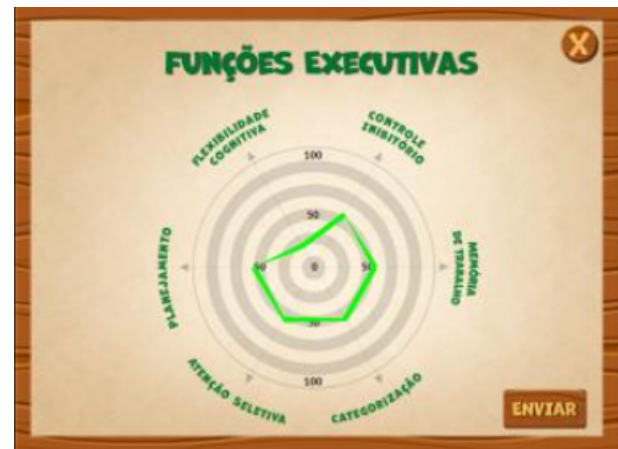 X
FUNÇÕES EXECUTIVAS
FLEXIBILIDADE
COGNITIVA
CONTROLE
INIBITÓRIO
100
50
PLANEJAMENTO
50
0
50
MEMÓRIA
DE TRABALHO
50
100
ATENÇÃO SELETIVA
CATEGORIZAÇÃO
ENVIAR